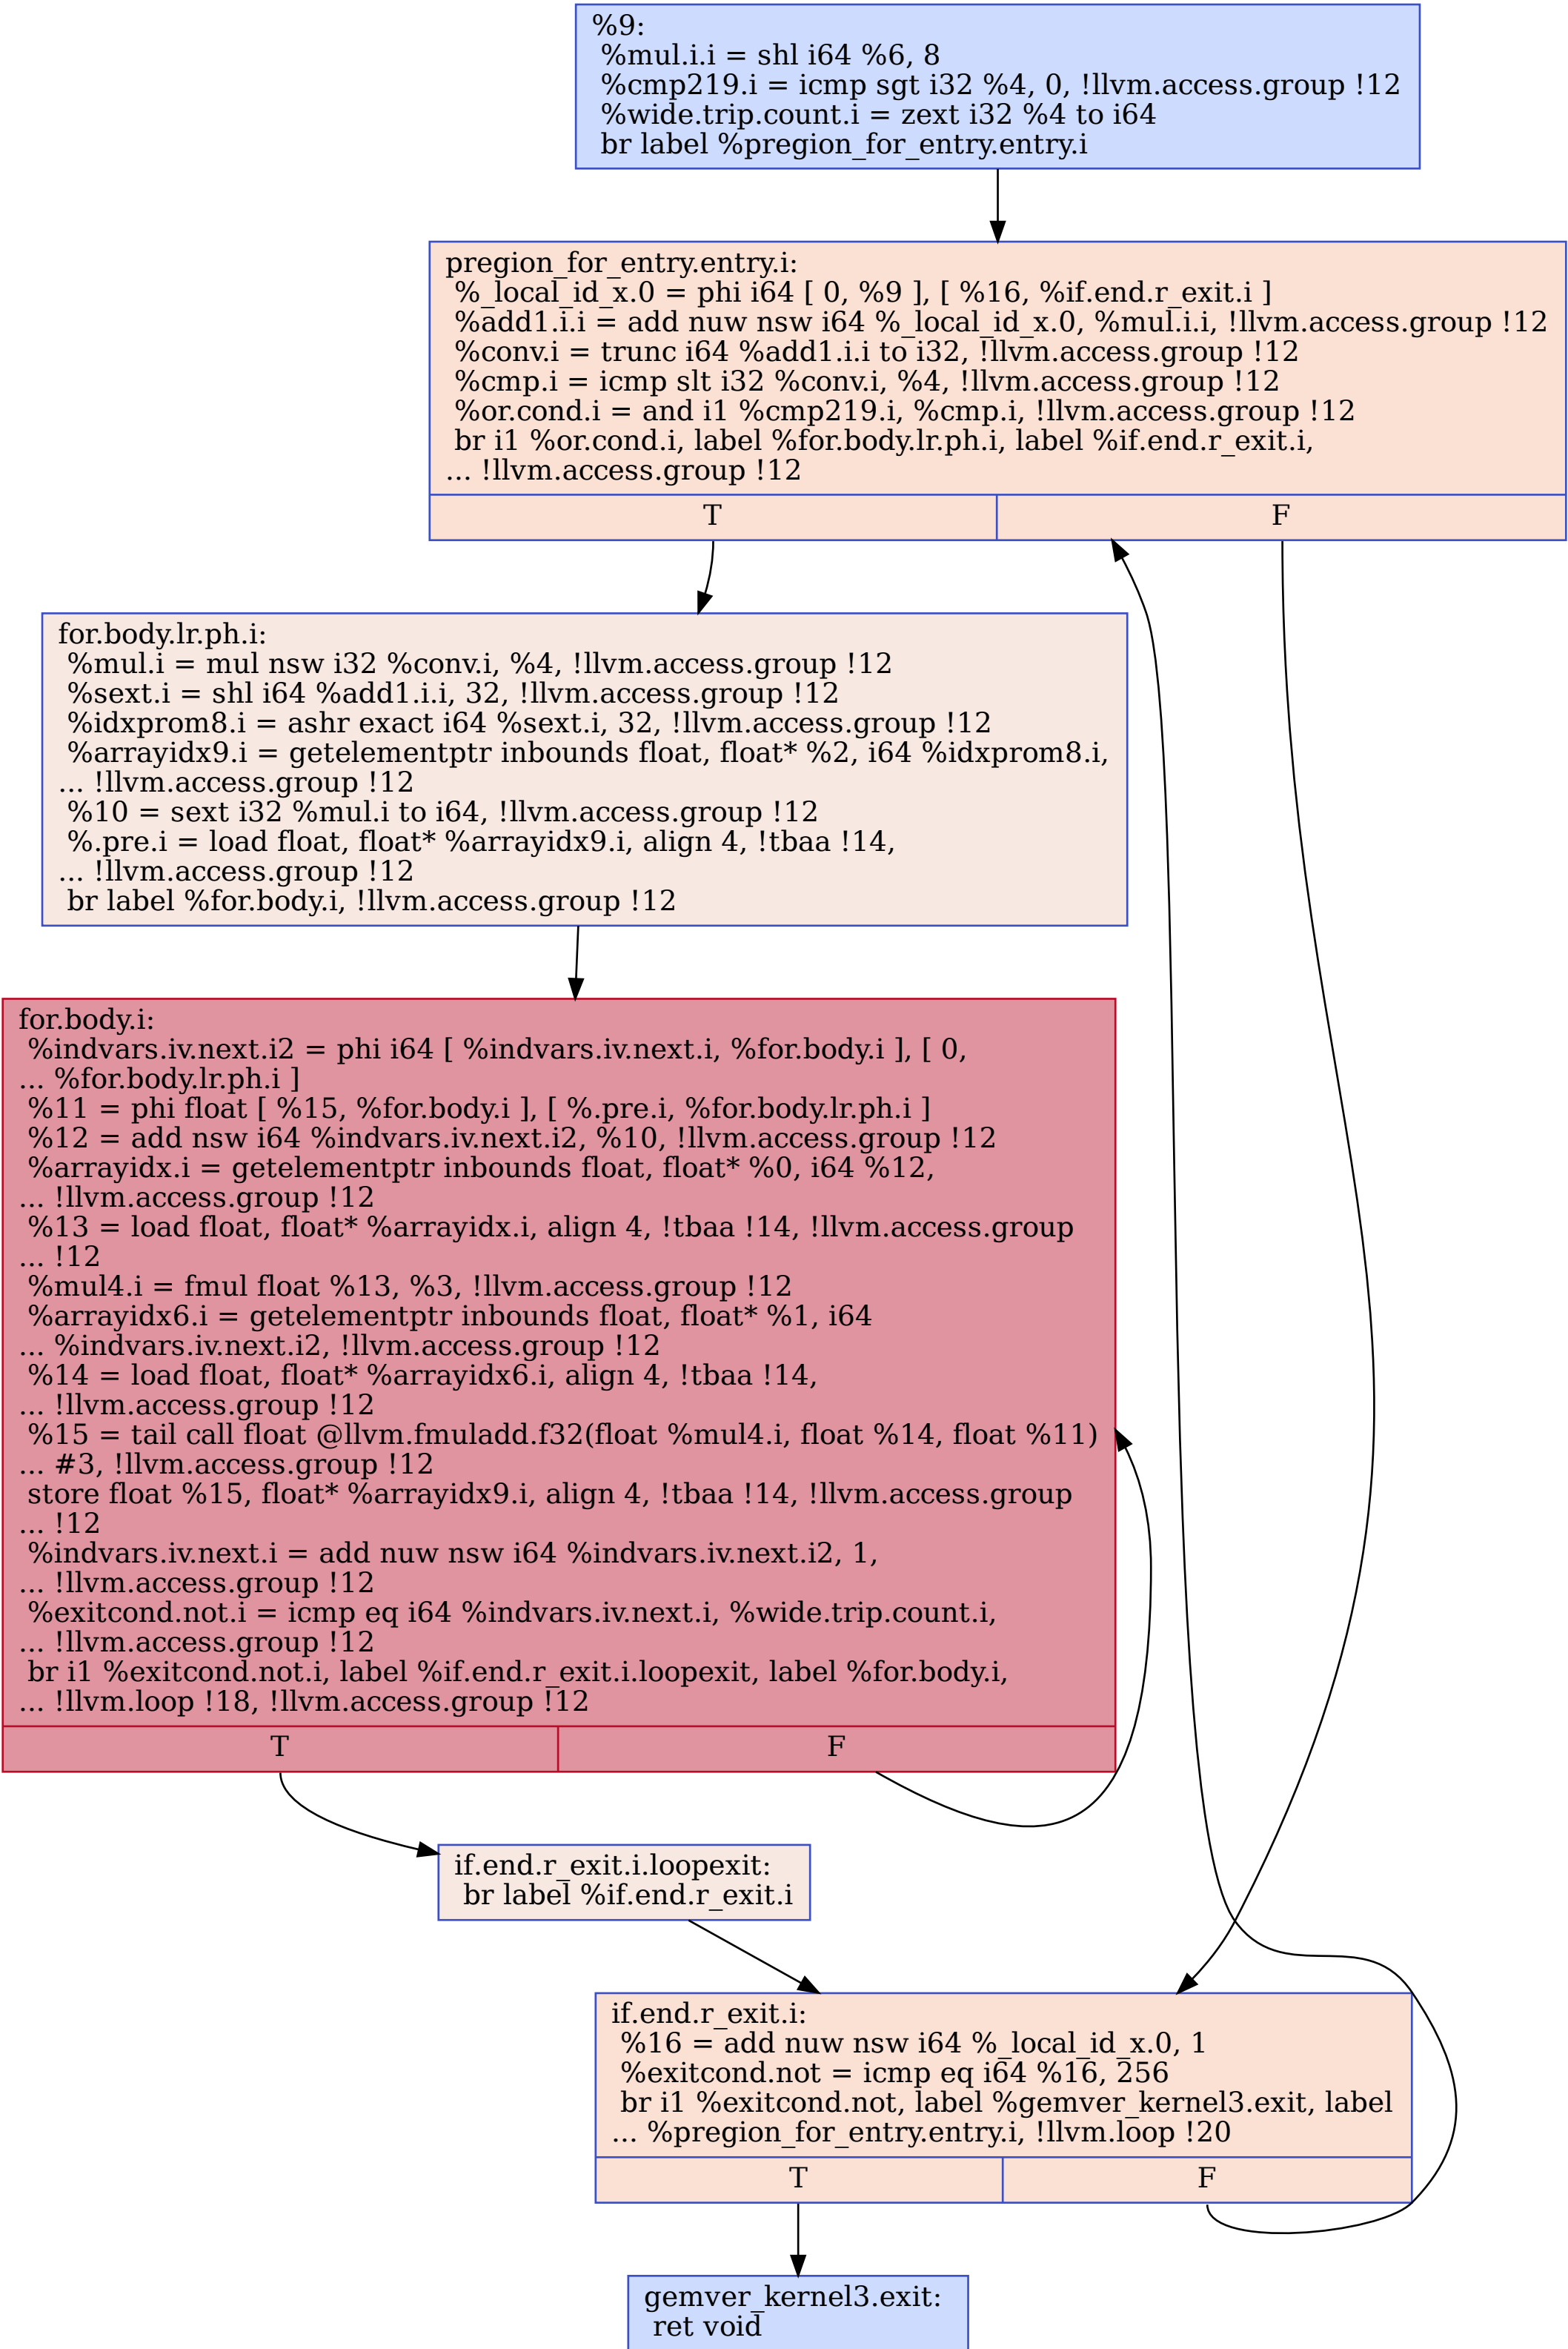 %9:
%mul.i.i = shl i64 %6, 8
%cmp219.i = icmp sgt i32 %4, 0, !llvm.access.group !12
%wide.trip.count.i = zext i32 %4 to i64
br label %pregion_for_entry.entry.i
pregion_for_entry.entry.i:
%_local_id_x.0 = phi i64 [ 0, %9 ], [ %16, %if.end.r_exit.i ]
%add1.i.i = add nuw nsw i64 %_local_id_x.0, %mul.i.i, !llvm.access.group !12
%conv.i = trunc i64 %add1.i.i to i32, !llvm.access.group !12
%cmp.i = icmp slt i32 %conv.i, %4, !llvm.access.group !12
%or.cond.i = and i1 %cmp219.i, %cmp.i, !llvm.access.group !12
br i1 %or.cond.i, label %for.body.lr.ph.i, label %if.end.r_exit.i,
... !llvm.access.group !12
T F
for.body.lr.ph.i:
%mul.i = mul nsw i32 %conv.i, %4, !llvm.access.group !12
%sext.i = shl i64 %add1.i.i, 32, !llvm.access.group !12
%idxprom8.i = ashr exact i64 %sext.i, 32, !llvm.access.group !12
%arrayidx9.i = getelementptr inbounds float, float* %2, i64 %idxprom8.i,
... !llvm.access.group !12
%10 = sext i32 %mul.i to i64, !llvm.access.group !12
%.pre.i = load float, float* %arrayidx9.i, align 4, !tbaa !14,
... !llvm.access.group !12
br label %for.body.i, !llvm.access.group !12
for.body.i:
%indvars.iv.next.i2 = phi i64 [ %indvars.iv.next.i, %for.body.i ], [ 0,
... %for.body.lr.ph.i ]
%11 = phi float [ %15, %for.body.i ], [ %.pre.i, %for.body.lr.ph.i ]
%12 = add nsw i64 %indvars.iv.next.i2, %10, !llvm.access.group !12
%arrayidx.i = getelementptr inbounds float, float* %0, i64 %12,
... !llvm.access.group !12
%13 = load float, float* %arrayidx.i, align 4, !tbaa !14, !llvm.access.group
... !12
%mul4.i = fmul float %13, %3, !llvm.access.group !12
%arrayidx6.i = getelementptr inbounds float, float* %1, i64
... %indvars.iv.next.i2, !llvm.access.group !12
%14 = load float, float* %arrayidx6.i, align 4, !tbaa !14,
... !llvm.access.group !12
%15 = tail call float @llvm.fmuladd.f32(float %mul4.i, float %14, float %11)
... #3, !llvm.access.group !12
store float %15, float* %arrayidx9.i, align 4, !tbaa !14, !llvm.access.group
... !12
%indvars.iv.next.i = add nuw nsw i64 %indvars.iv.next.i2, 1,
... !llvm.access.group !12
%exitcond.not.i = icmp eq i64 %indvars.iv.next.i, %wide.trip.count.i,
... !llvm.access.group !12
br i1 %exitcond.not.i, label %if.end.r_exit.i.loopexit, label %for.body.i,
... !llvm.loop !18, !llvm.access.group !12
T F
if.end.r_exit.i.loopexit:
br label %if.end.r_exit.i
if.end.r_exit.i:
%16 = add nuw nsw i64 %_local_id_x.0, 1
%exitcond.not = icmp eq i64 %16, 256
br i1 %exitcond.not, label %gemver_kernel3.exit, label
... %pregion_for_entry.entry.i, !llvm.loop !20
T F
gemver_kernel3.exit:
ret void